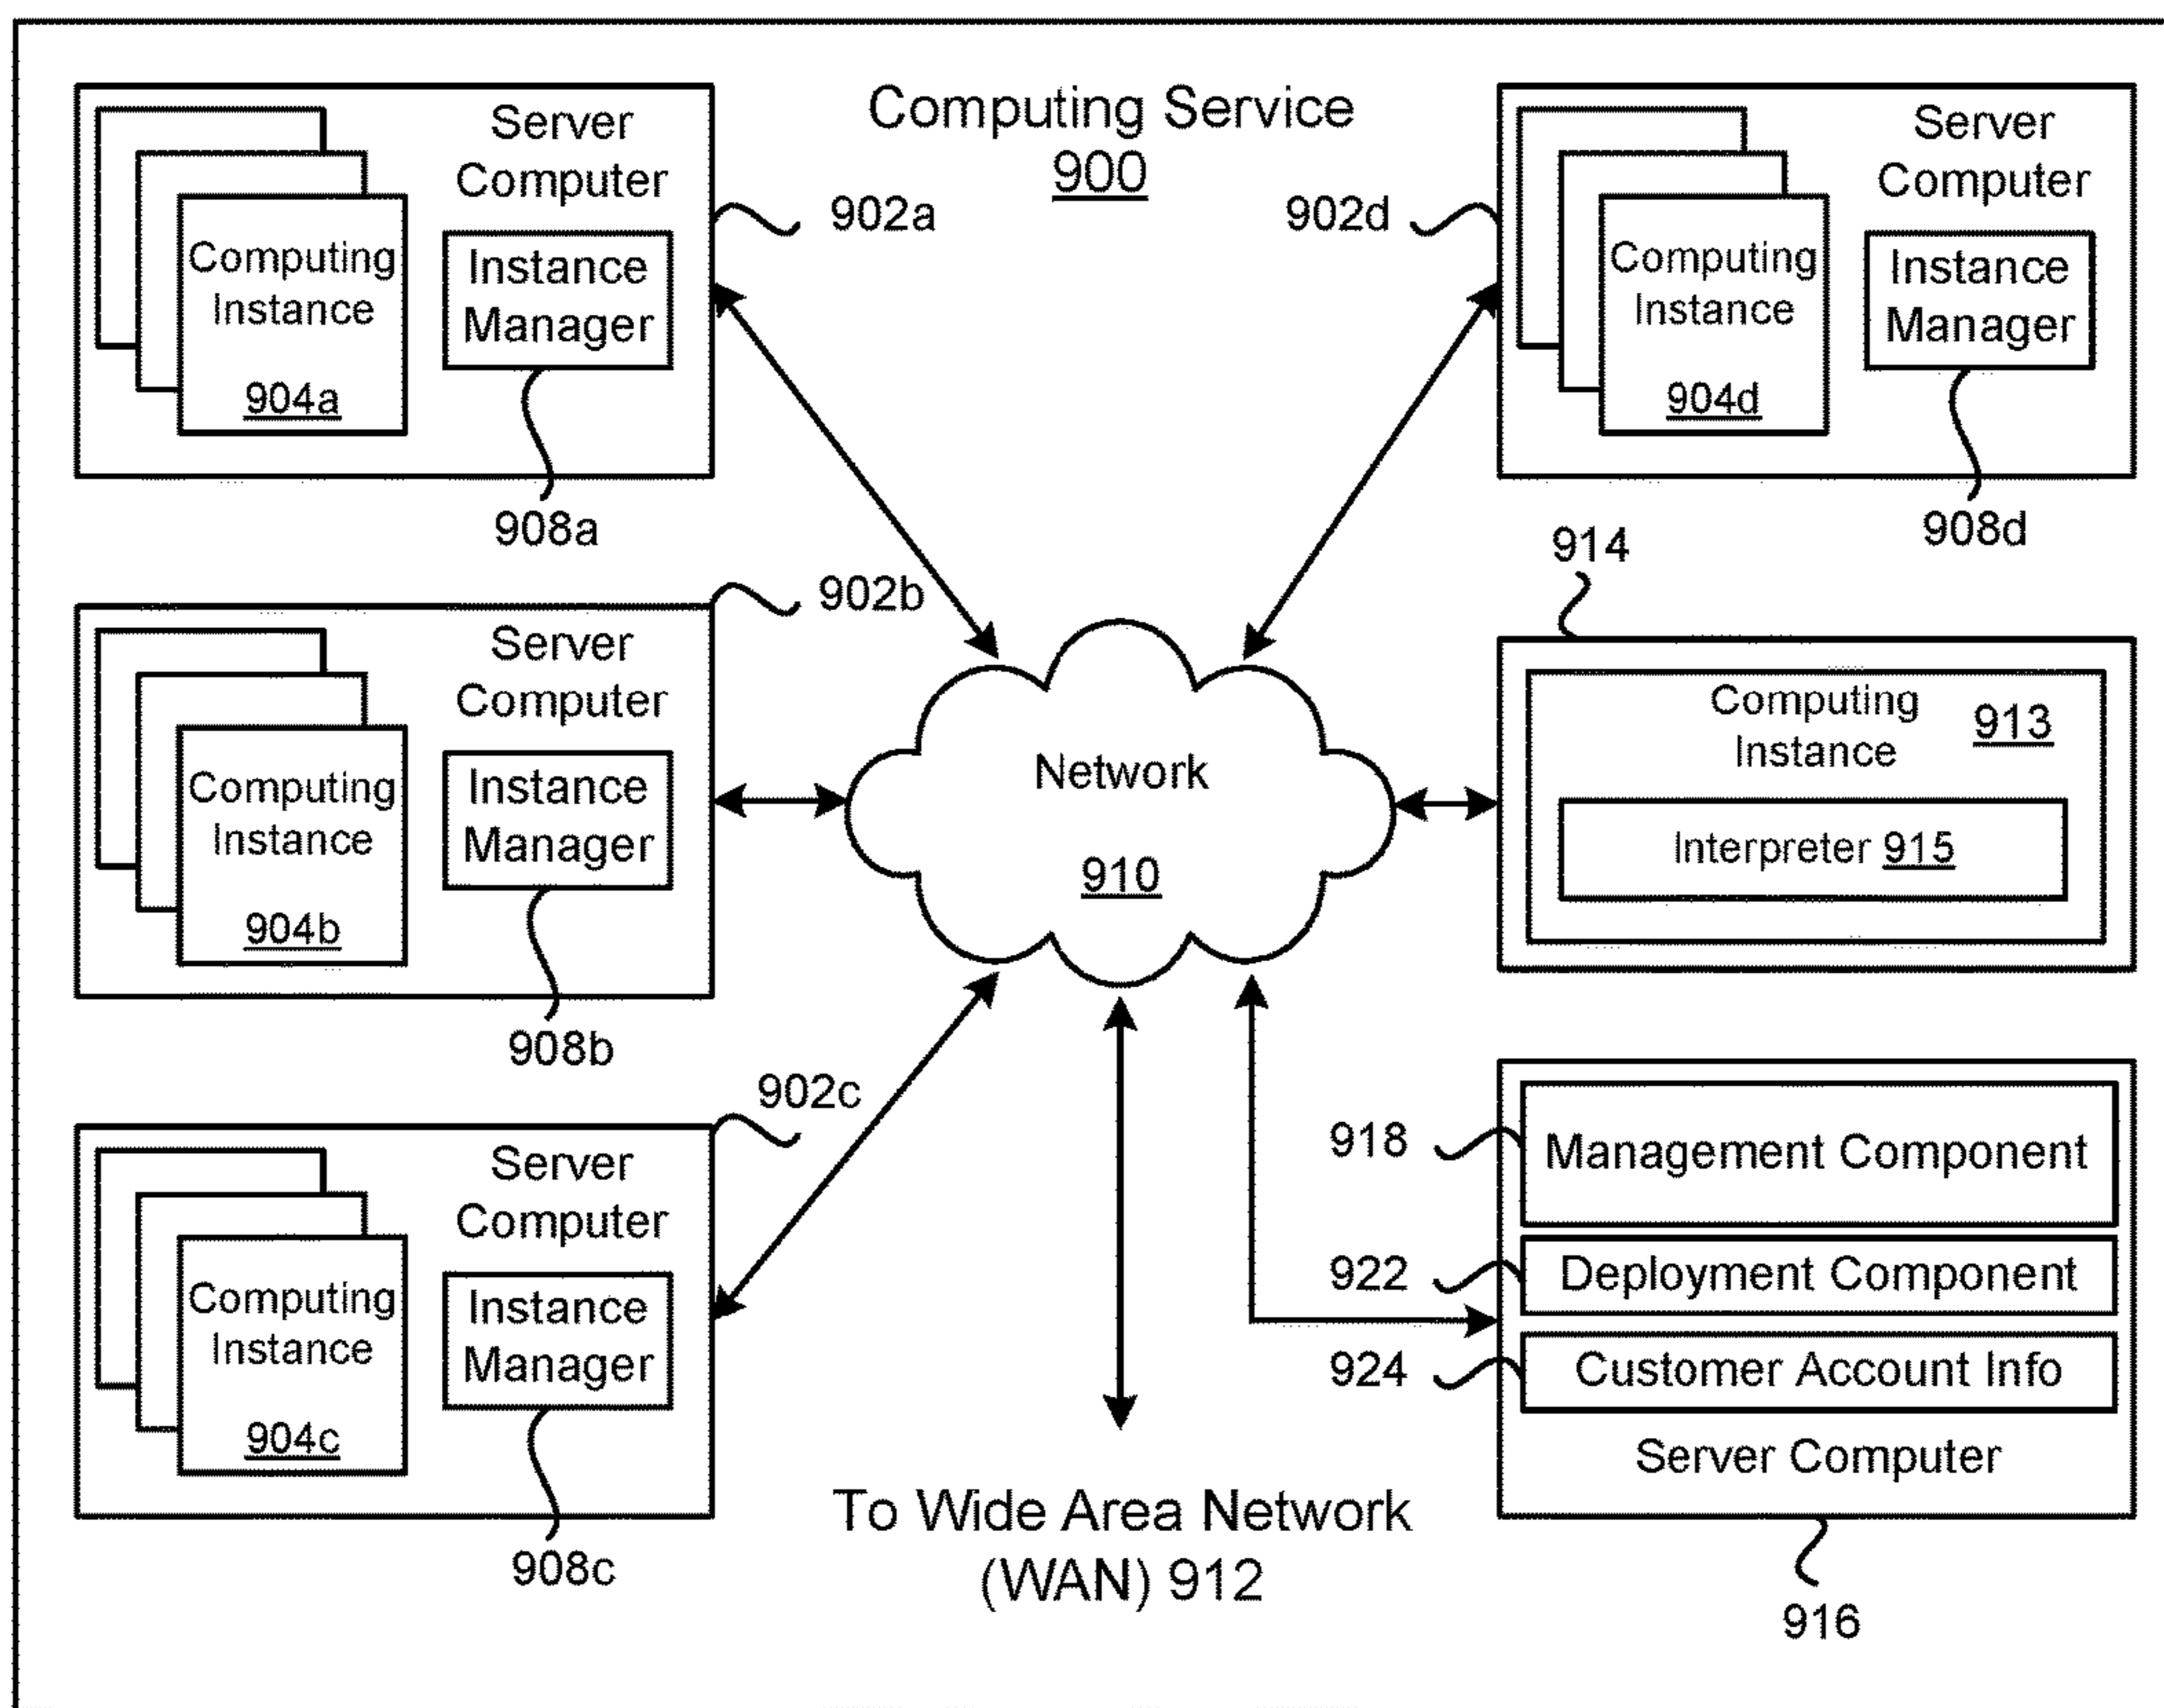 Computing Service
900
Server
Computer
Computing
Instance
904a
Instance
Manager
902a
908a
902d
Server
Computer
Computing
Instance
904d
Instance
Manager
908d
902b
Server
Computer
Computing
Instance
904b
Instance
Manager
908b
Network
910
914
Computing
Instance
913
Interpreter 915
902c
Server
Computer
Computing
Instance
904c
Instance
Manager
908c
To Wide Area Network
(WAN) 912
918
Management Component
922
Deployment Component
924
Customer Account Info
Server Computer
916